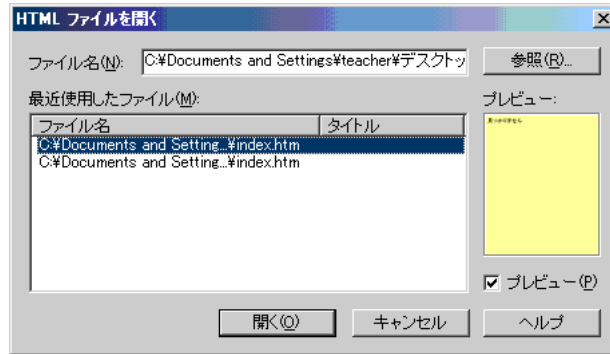 HTML ファイルを開く
ファイル名(N): C:¥Documents and Settings¥teacher¥デスクトッ 参照(R)...
最近使用したファイル(M): プレビュー:
ファイル名 タイトル
C:¥Documents and Setting...¥index.htm
C:¥Documents and Setting...¥index.htm
プレビュー(P)
開く(O) キャンセル ヘルプ